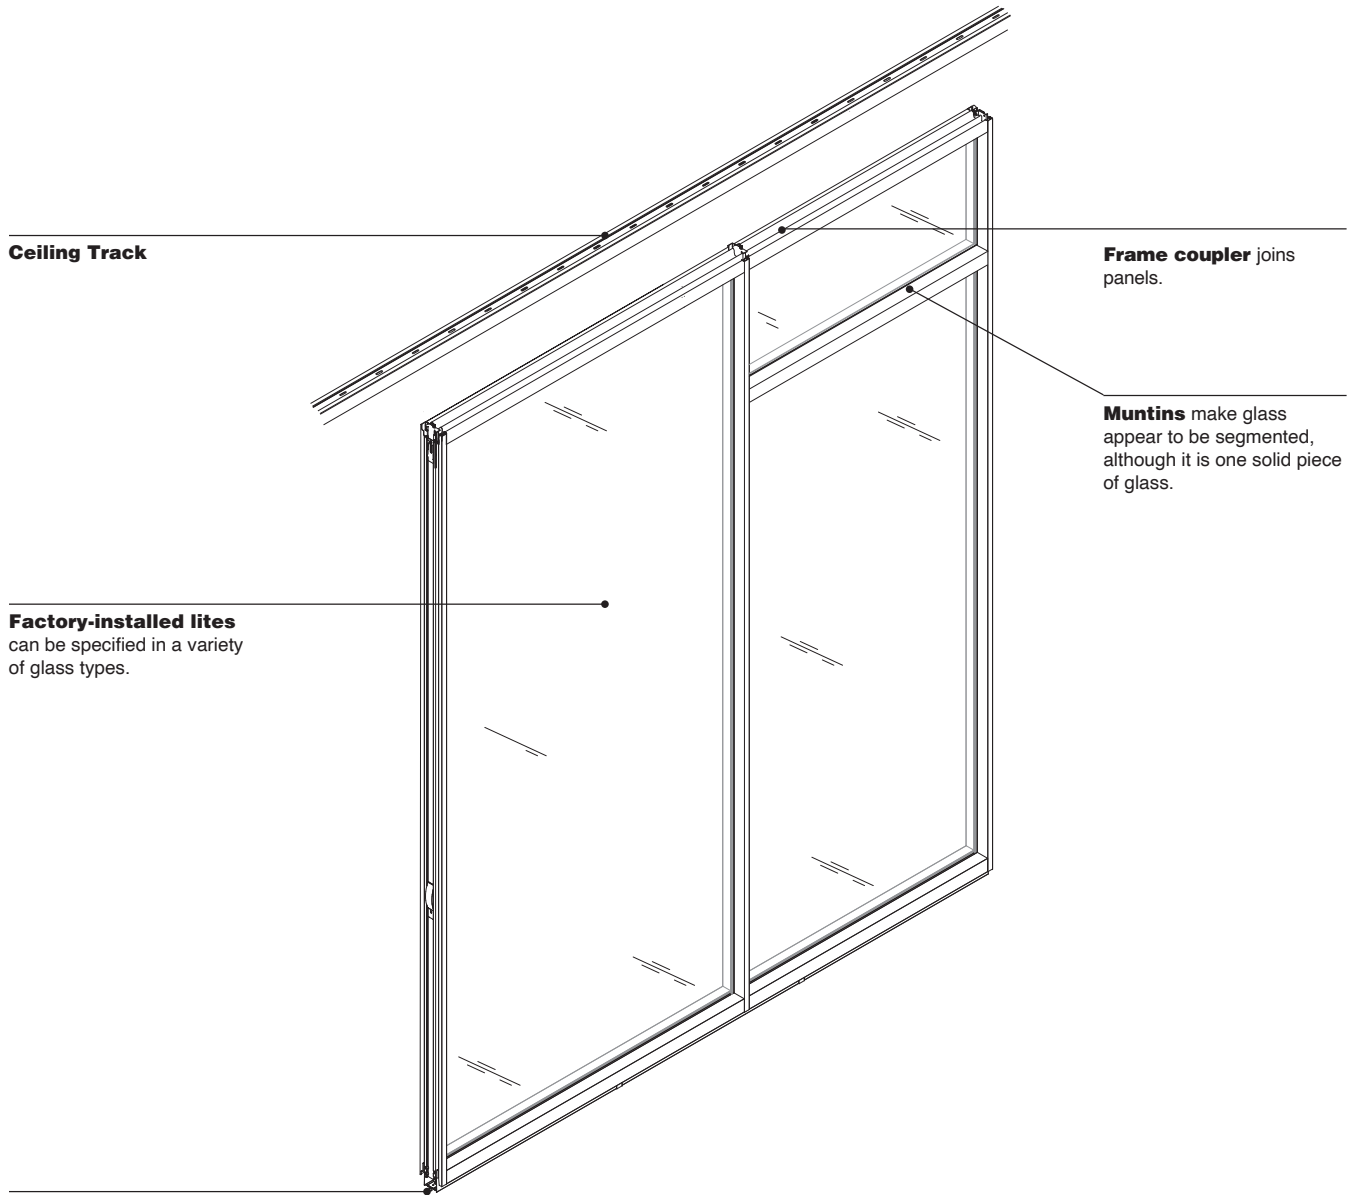 Ceiling Track
Frame coupler joins
panels.
Muntins make glass
appear to be segmented,
although it is one solid piece
of glass.
Factory-installed lites
can be specified in a variety
of glass types.